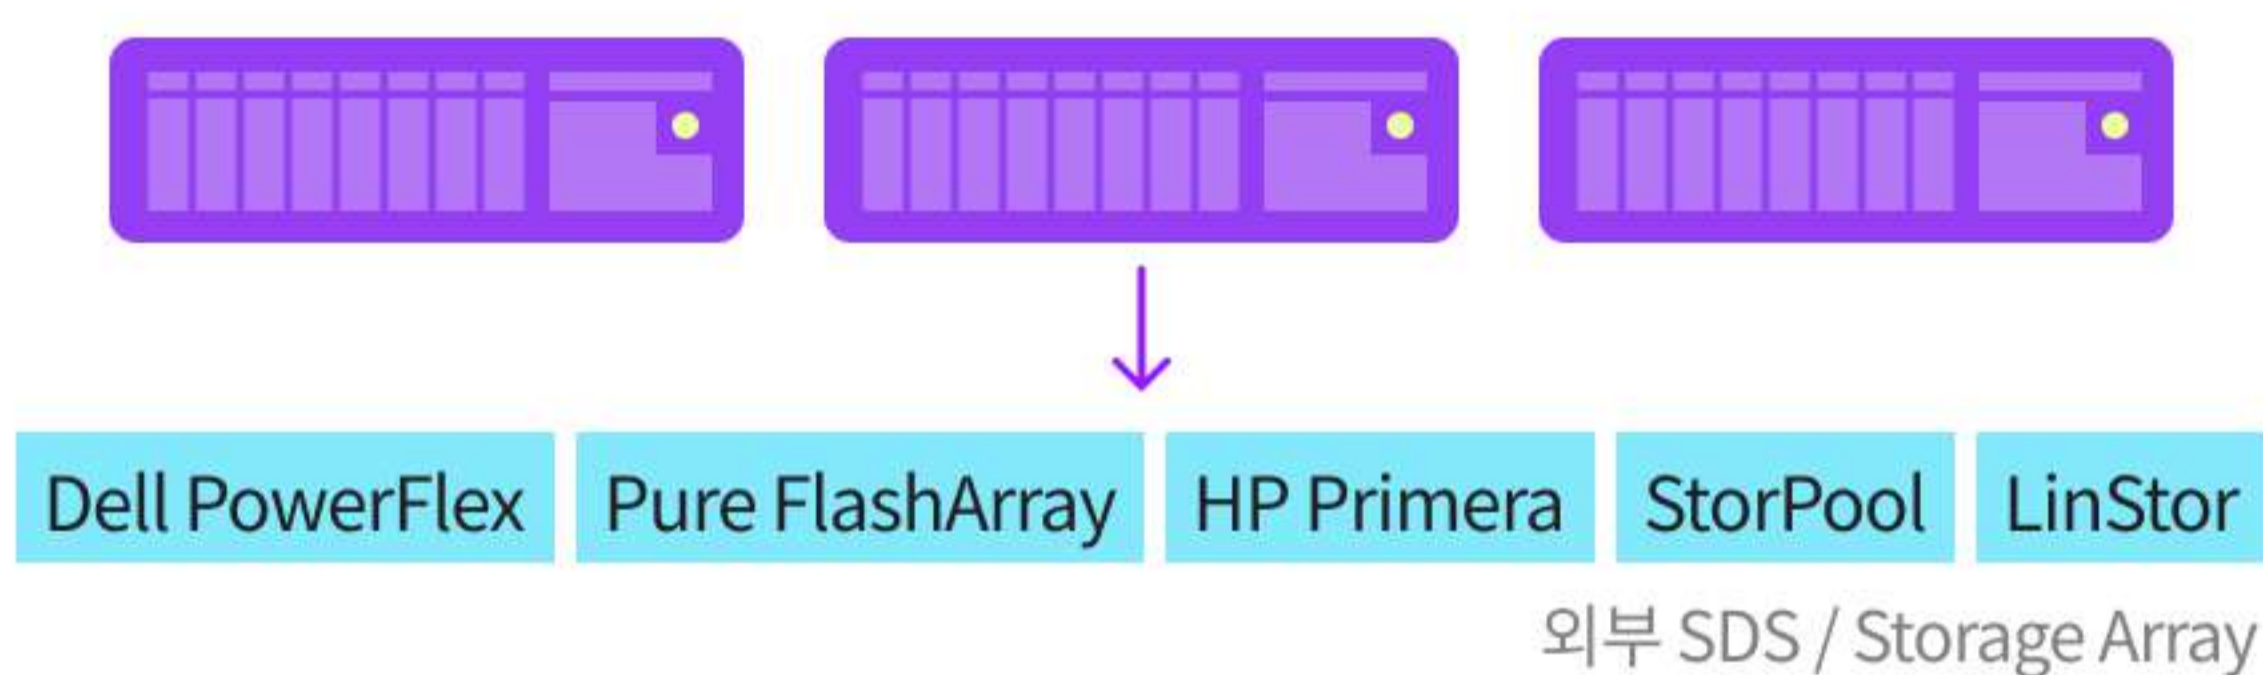 Dell PowerFlex Pure FlashArray HP Primera StorPool LinStor
외부 SDS / Storage Array